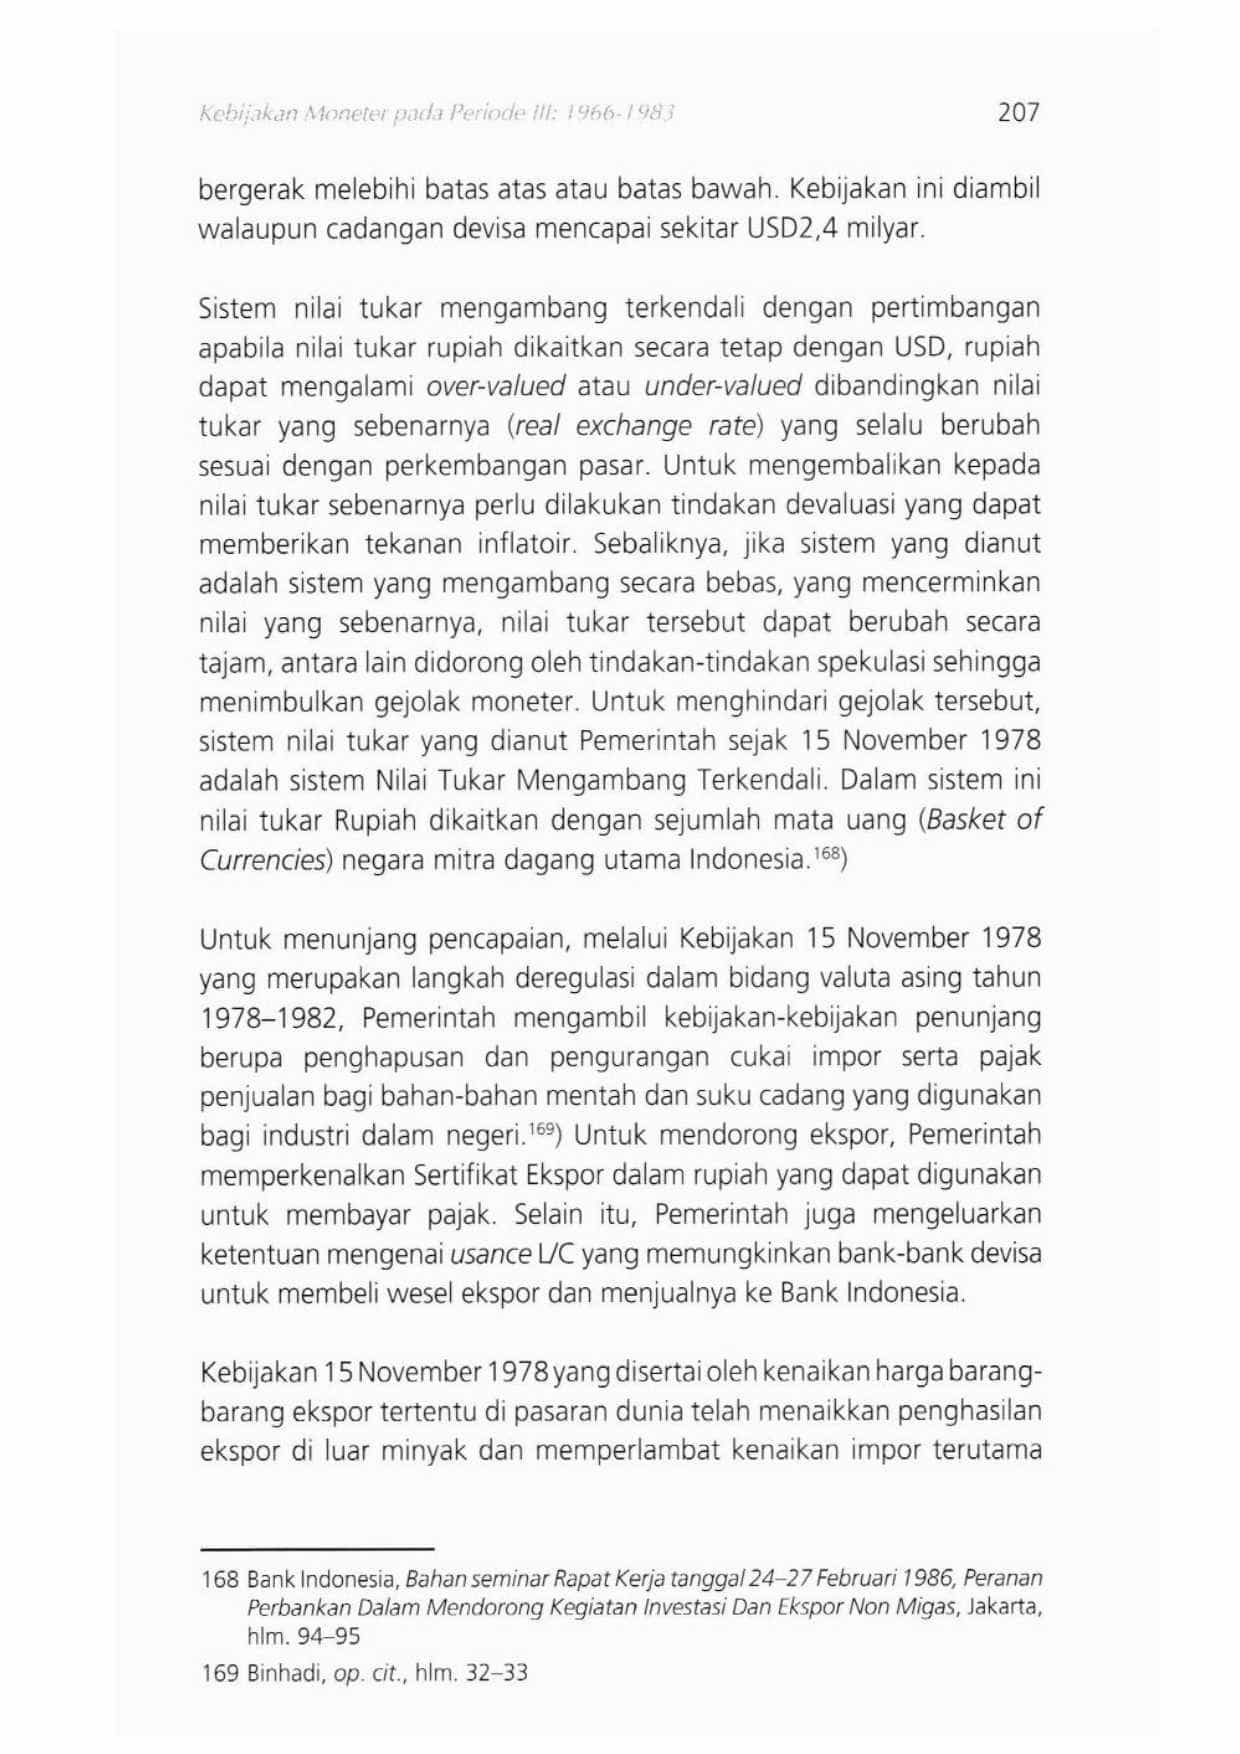 Kebijakan Moneter pada Periode III: 1966-1983 207
bergerak melebihi batas atas atau batas bawah. Kebijakan ini diambil
walaupun cadangan devisa mencapai sekitar USD2,4 milyar.
Sistem nilai tukar mengambang terkendali dengan pertimbangan
apabila nilai tukar rupiah dikaitkan secara tetap dengan USD, rupiah
dapat mengalami over-valued atau under-valued dibandingkan nilai
tukar yang sebenarnya (real exchange rate) yang selalu berubah
sesuai dengan perkembangan pasar. Untuk mengembalikan kepada
nilai tukar sebenarnya perlu dilakukan tindakan devaluasi yang dapat
memberikan tekanan inflatoir. Sebaliknya, jika sistem yang dianut
adalah sistem yang mengambang secara bebas, yang mencerminkan
nilai yang sebenarnya, nilai tukar tersebut dapat berubah secara
tajam, antara lain didorong oleh tindakan-tindakan spekulasi sehingga
menimbulkan gejolak moneter. Untuk menghindari gejolak tersebut,
sistem nilai tukar yang dianut Pemerintah sejak 15 November 1978
adalah sistem Nilai Tukar Mengambang Terkendali. Dalam sistem ini
nilai tukar Rupiah dikaitkan dengan sejumlah mata uang (Basket of
Currencies) negara mitra dagang utama Indonesia.168)
Untuk menunjang pencapaian, melalui Kebijakan 15 November 1978
yang merupakan langkah deregulasi dalam bidang valuta asing tahun
1978–1982, Pemerintah mengambil kebijakan-kebijakan penunjang
berupa penghapusan dan pengurangan cukai impor serta pajak
penjualan bagi bahan-bahan mentah dan suku cadang yang digunakan
bagi industri dalam negeri.169) Untuk mendorong ekspor, Pemerintah
memperkenalkan Sertifikat Ekspor dalam rupiah yang dapat digunakan
untuk membayar pajak. Selain itu, Pemerintah juga mengeluarkan
ketentuan mengenai usance L/C yang memungkinkan bank-bank devisa
untuk membeli wesel ekspor dan menjualnya ke Bank Indonesia.
Kebijakan 15 November 1978 yang disertai oleh kenaikan harga barang-
barang ekspor tertentu di pasaran dunia telah menaikkan penghasilan
ekspor di luar minyak dan memperlambat kenaikan impor terutama
168 Bank Indonesia, Bahan seminar Rapat Kerja tanggal 24–27 Februari 1986, Peranan
Perbankan Dalam Mendorong Kegiatan Investasi Dan Ekspor Non Migas, Jakarta,
hlm. 94–95
169 Binhadi, op. cit., hlm. 32–33